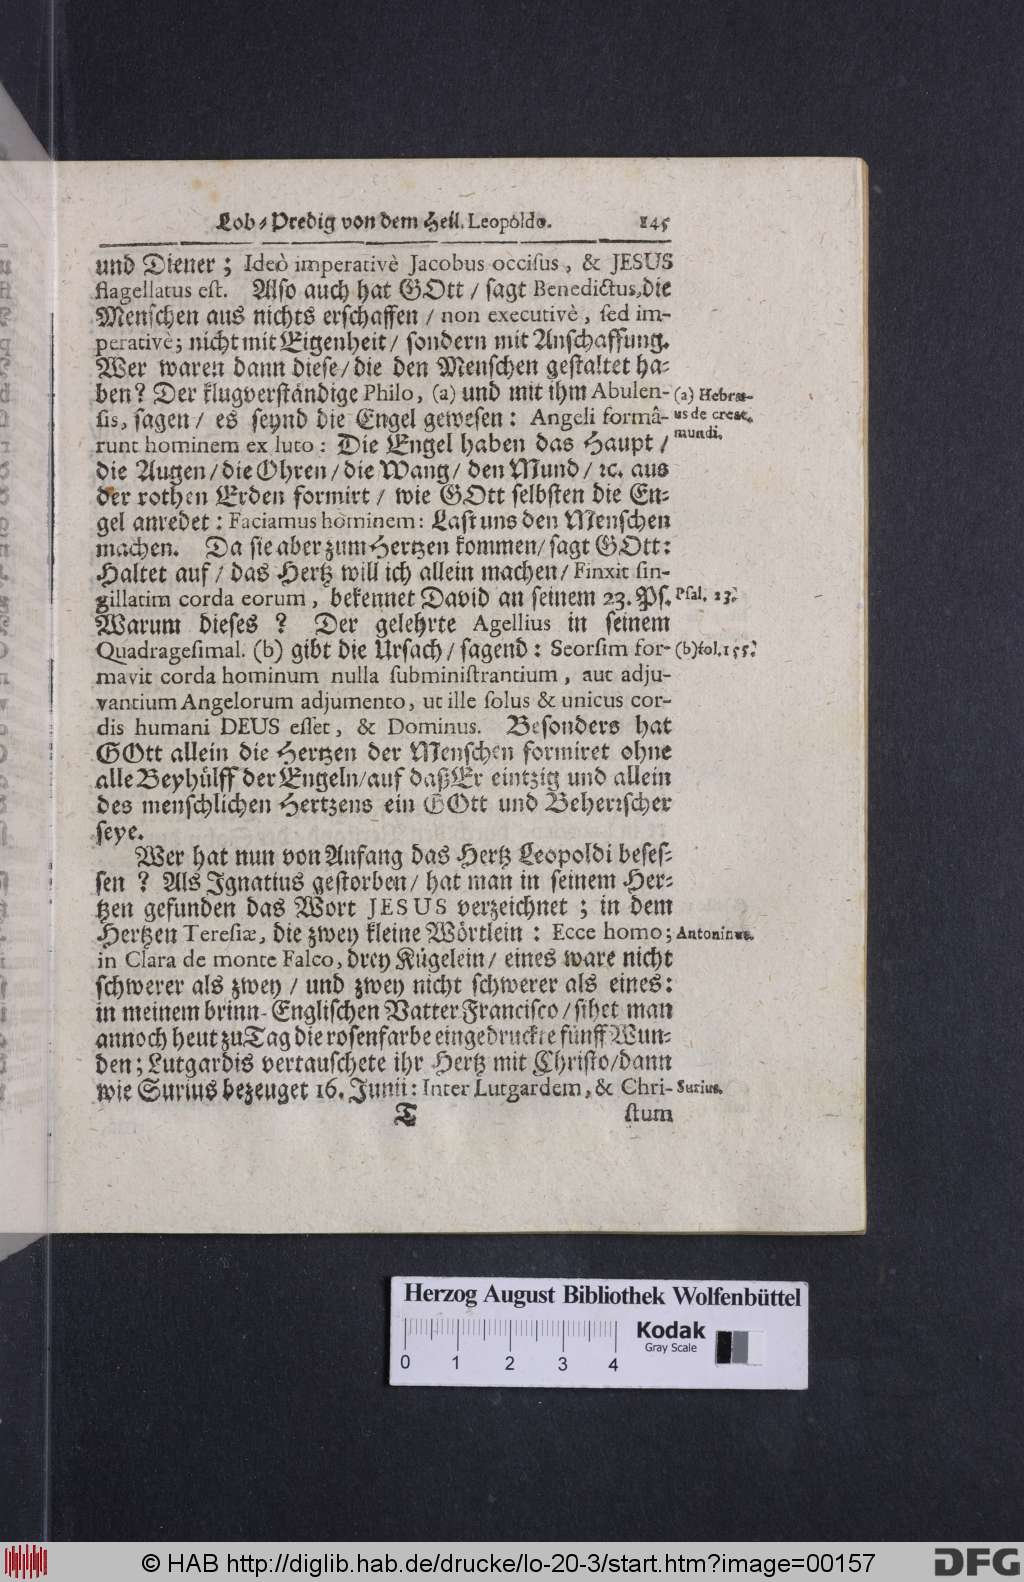 Lob-Predig von dem Heil. Leopoldo. 145
und Diener; Ideò imperativè Jacobus occisus, & JESUS
flagellatus est. Also auch hat GOtt / sagt Benedictus, die
Menschen aus nichts erschaffen / non executivè, sed im-
perativè; nicht mit Eigenheit / sondern mit Anschaffung.
Wer waren dann diese / die den Menschen gestaltet ha-
ben? Der klugverständige Philo, (a) und mit ihm Abulen-
sis, sagen / es seynd die Engel gewesen: Angeli formâ-
runt hominem ex luto: Die Engel haben das Haupt /
die Augen / die Ohren / die Wang / den Mund / ꝛc. aus
der rothen Erden formirt / wie GOtt selbsten die En-
gel anredet: Faciamus hominem: Last uns den Menschen
machen. Da sie aber zum Hertzen kommen / sagt GOtt:
Haltet auf / das Hertz will ich allein machen / Finxit sin-
gillatim corda eorum, bekennet David an seinem 23. Ps.
Warum dieses? Der gelehrte Agellius in seinem
Quadragesimal. (b) gibt die Ursach / sagend: Seorsim for-
mavit corda hominum nulla subministrantium, aut adju-
vantium Angelorum adjumento, ut ille solus & unicus cor-
dis humani DEUS esset, & Dominus. Besonders hat
GOtt allein die Hertzen der Menschen formiret ohne
alle Beyhülff der Engeln / auf daß Er eintzig und allein
des menschlichen Hertzens ein GOtt und Beherrscher
seye.
Wer hat nun von Anfang das Hertz Leopoldi beses-
sen? Als Ignatius gestorben / hat man in seinem Her-
tzen gefunden das Wort JESUS verzeichnet; in dem
Hertzen Teresiæ, die zwey kleine Wörtlein: Ecce homo;
in Clara de monte Falco, drey Kügelein / eines ware nicht
schwerer als zwey / und zwey nicht schwerer als eines:
in meinem brinn-Englischen Vatter Francisco / sihet man
annoch heut zu Tag die rosenfarbe eingedruckte fünff Wun-
den; Lutgardis vertauschete ihr Hertz mit Christo / dann
wie Surius bezeuget 16. Junii: Inter Lutgardem, & Chri-
T stum
(a) Hebræ-
us de creat.
mundi.
Psal. 23.
(b) fol. 155.
Antoninus.
Surius.
Herzog August Bibliothek Wolfenbüttel
0 1 2 3 4
Kodak
Gray Scale
© HAB http://diglib.hab.de/drucke/lo-20-3/start.htm?image=00157
DFG